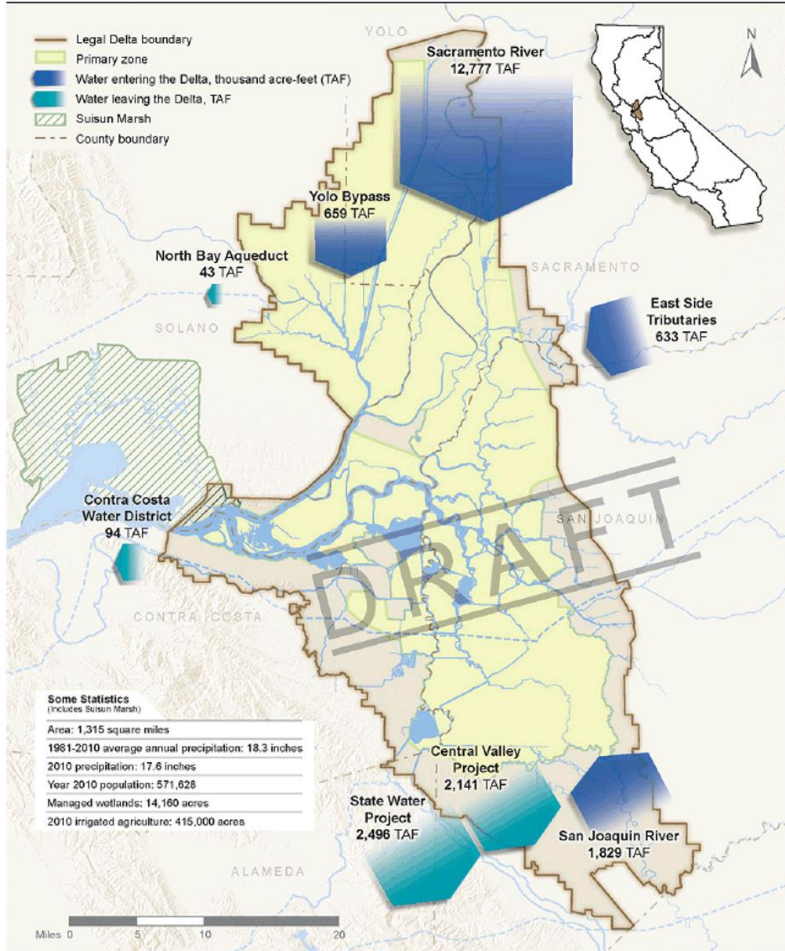 Legal Delta boundary
Primary zone
Water entering the Delta, thousand acre-feet (TAF)
Water leaving the Delta, TAF
Suisun Marsh
County boundary
YOLO
Sacramento River
12,777 TAF
N
Yolo Bypass
659 TAF
North Bay Aqueduct
43 TAF
SOLANO
SACRAMENTO
East Side
Tributaries
633 TAF
Contra Costa
Water District
94 TAF
SAN JOAQUIN
DRAFT
CONTRA COSTA
Some Statistics
(Includes Suisun Marsh)
Area: 1,315 square miles
1981-2010 average annual precipitation: 18.3 inches
2010 precipitation: 17.6 inches
Year 2010 population: 571,628
Managed wetlands: 14,160 acres
2010 irrigated agriculture: 415,000 acres
Central Valley
Project
2,141 TAF
State Water
Project
2,496 TAF
San Joaquin River
1,829 TAF
ALAMEDA
Miles 0 5 10 20